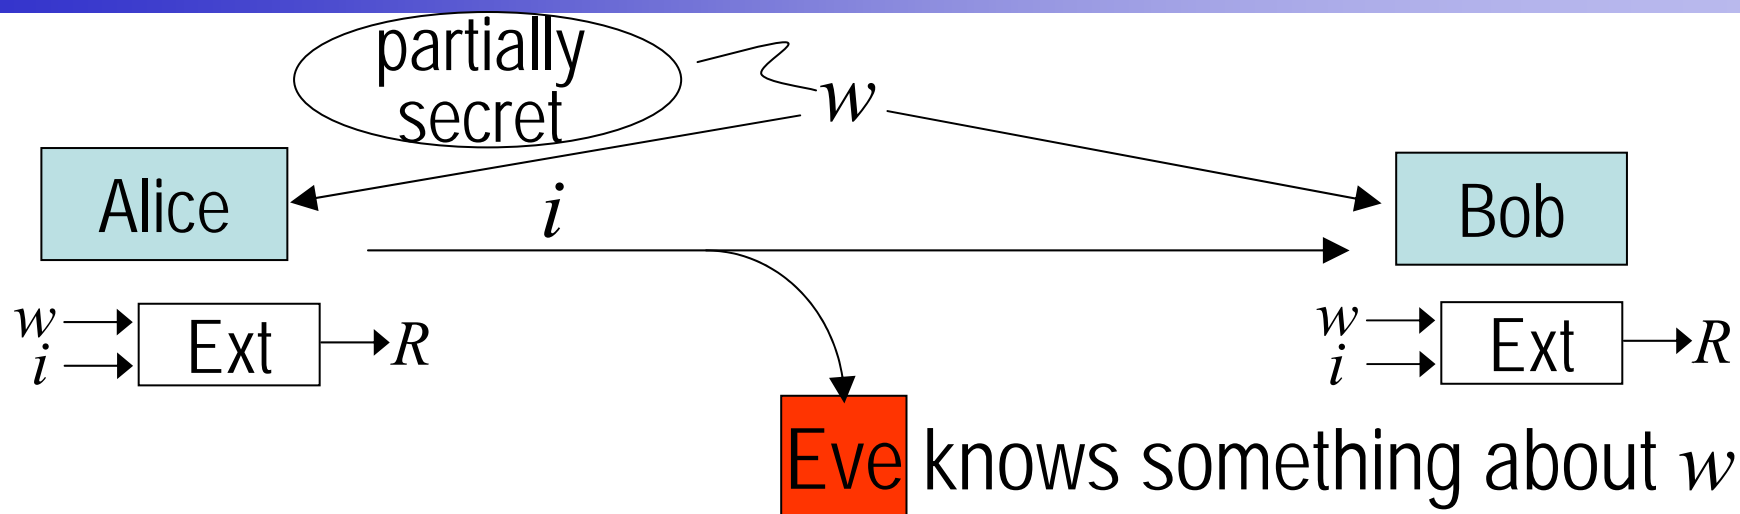 partially
secret
w
Alice
i
Bob
w
i
Ext
R
w
i
Ext
R
Eve knows something about w